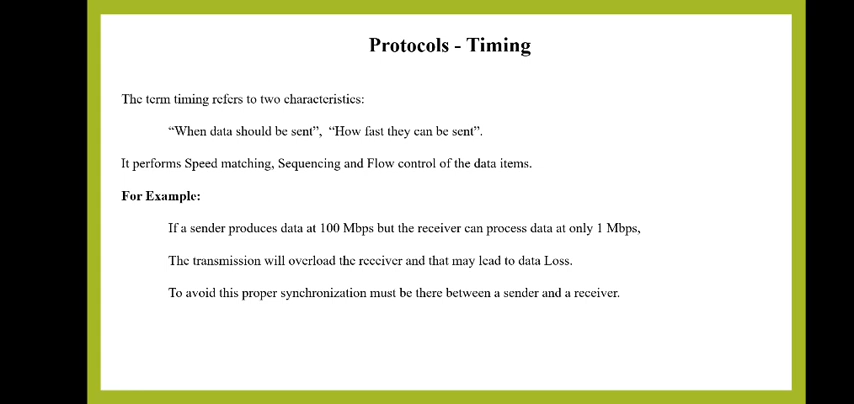 Protocols - Timing
The term timing refers to two characteristics:
“When data should be sent”, “How fast they can be sent”.
It performs Speed matching, Sequencing and Flow control of the data items.
For Example:
If a sender produces data at 100 Mbps but the receiver can process data at only 1 Mbps,
The transmission will overload the receiver and that may lead to data Loss.
To avoid this proper synchronization must be there between a sender and a receiver.